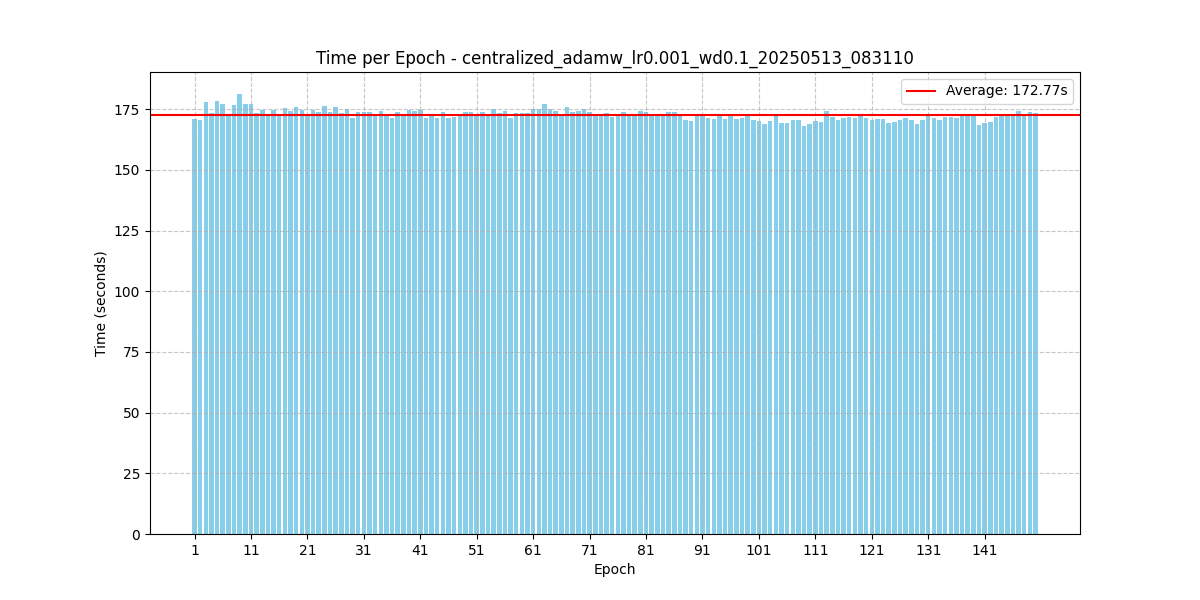 Time per Epoch - centralized_adamw_lr0.001_wd0.1_20250513_083110
Average: 172.77s
175
150
125
100
75
50
25
0
Time (seconds)
1 11 21 31 41 51 61 71 81 91 101 111 121 131 141
Epoch